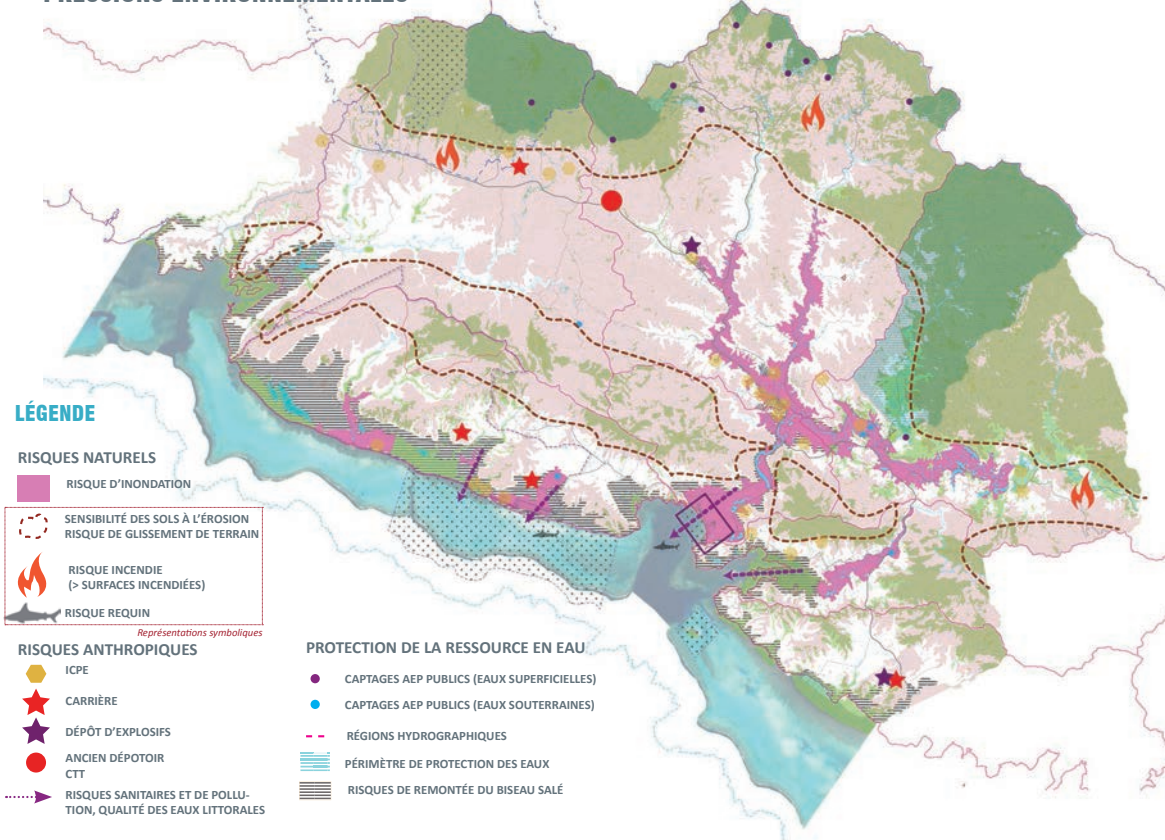 PRESSIONS ENVIRONNEMENTALES
LÉGENDE
RISQUES NATURELS
RISQUE D'INONDATION
SENSIBILITÉ DES SOLS À L'ÉROSION
RISQUE DE GLISSEMENT DE TERRAIN
RISQUE INCENDIE
(> SURFACES INCENDIÉES)
RISQUE REQUIN
Représentations symboliques
RISQUES ANTHROPIQUES
ICPE
CARRIÈRE
DÉPÔT D'EXPLOSIFS
ANCIEN DÉPOTOIR
CTT
RISQUES SANITAIRES ET DE POLLU-
TION, QUALITÉ DES EAUX LITTORALES
PROTECTION DE LA RESSOURCE EN EAU
CAPTAGES AEP PUBLICS (EAUX SUPERFICIELLES)
CAPTAGES AEP PUBLICS (EAUX SOUTERRAINES)
RÉGIONS HYDROGRAPHIQUES
PÉRIMÈTRE DE PROTECTION DES EAUX
RISQUES DE REMONTÉE DU BISEAU SALÉ